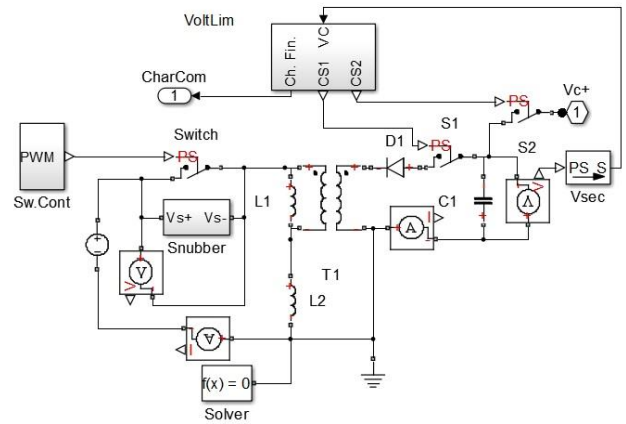 VoltLim
VC
Ch. Fin.
CS1
CS2
CharCom
1
PS
Vc+
1
Switch
PS
D1
PS
S1
S2
PWM
Sw.Cont
L1
C1
PS S
Vsec
Vs+ Vs-
Snubber
V
V
A
I
V
V
T1
L2
A
I
f(x) = 0
Solver